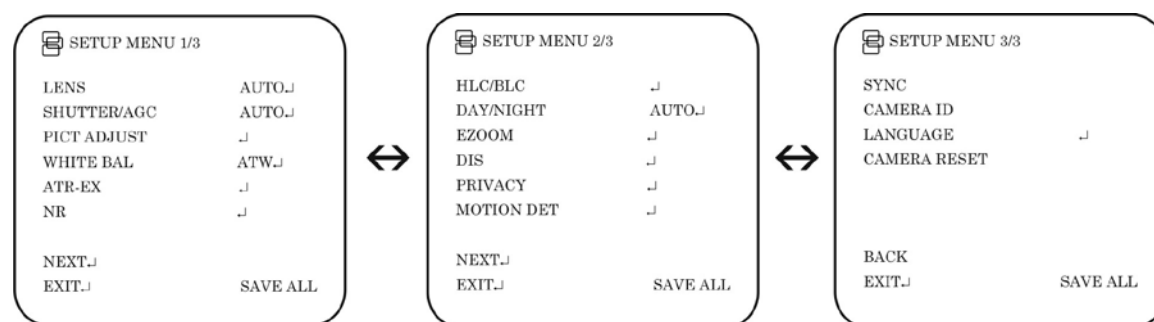 SETUP MENU 1/3
LENS AUTO↵
SHUTTER/AGC AUTO↵
PICT ADJUST ↵
WHITE BAL ATW↵
ATR-EX ↵
NR ↵
NEXT↵
EXIT↵ SAVE ALL
SETUP MENU 2/3
HLC/BLC ↵
DAY/NIGHT AUTO↵
EZOOM ↵
DIS ↵
PRIVACY ↵
MOTION DET ↵
NEXT↵
EXIT↵ SAVE ALL
SETUP MENU 3/3
SYNC
CAMERA ID
LANGUAGE ↵
CAMERA RESET
BACK
EXIT↵ SAVE ALL